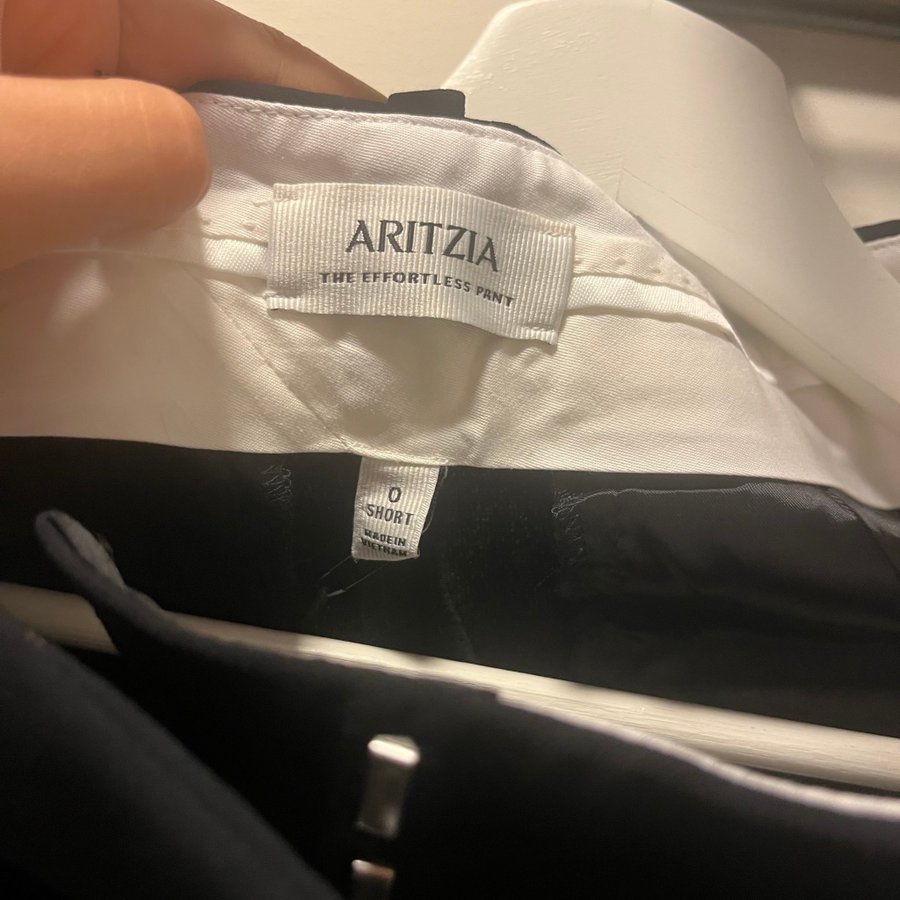 ARITZIA
THE EFFORTLESS PANT
0
SHORT
MADE IN
VIETNAM